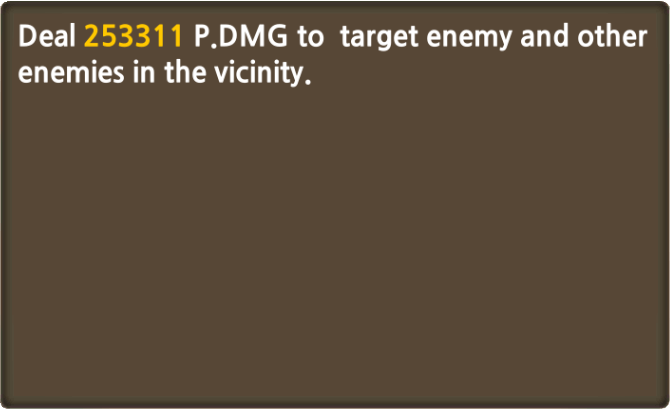 Deal 253311 P.DMG to  target enemy and other
enemies in the vicinity.